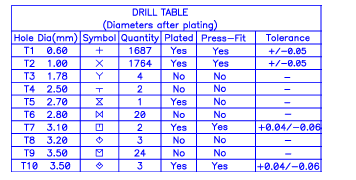 DRILL TABLE
(Diameters after plating)
Hole Dia(mm) Symbol Quantity Plated Press-Fit Tolerance
T1 0.60 + 1687 Yes Yes +/-0.05
T2 1.00 × 1764 Yes Yes +/-0.05
T3 1.78 Y 4 No No -
T4 2.50 2 No No -
T5 2.70 1 Yes No -
T6 2.80 20 No No -
T7 3.10 2 Yes Yes +0.04/-0.06
T8 3.20 3 No No -
T9 3.50 24 No No -
T10 3.50 3 Yes Yes +0.04/-0.06